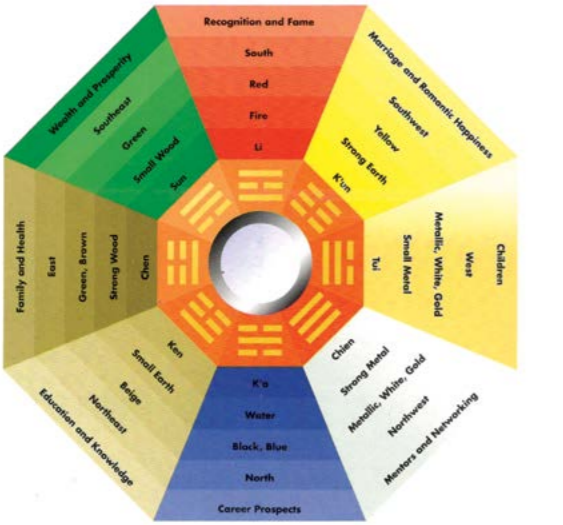 Recognition and Fame
South
Red
Fire
Li
Marriage and Romantic Happiness
Southwest
Yellow
Strong Earth
K'un
Children
West
Metallic, White, Gold
Small Metal
Tui
Mentors and Networking
Northwest
Metallic, White, Gold
Strong Metal
Chien
K'a
Water
Black, Blue
North
Career Prospects
Education and Knowledge
Northeast
Beige
Small Earth
Ken
Family and Health
East
Green, Brown
Strong Wood
Chen
Wealth and Prosperity
Southeast
Green
Small Wood
Sun